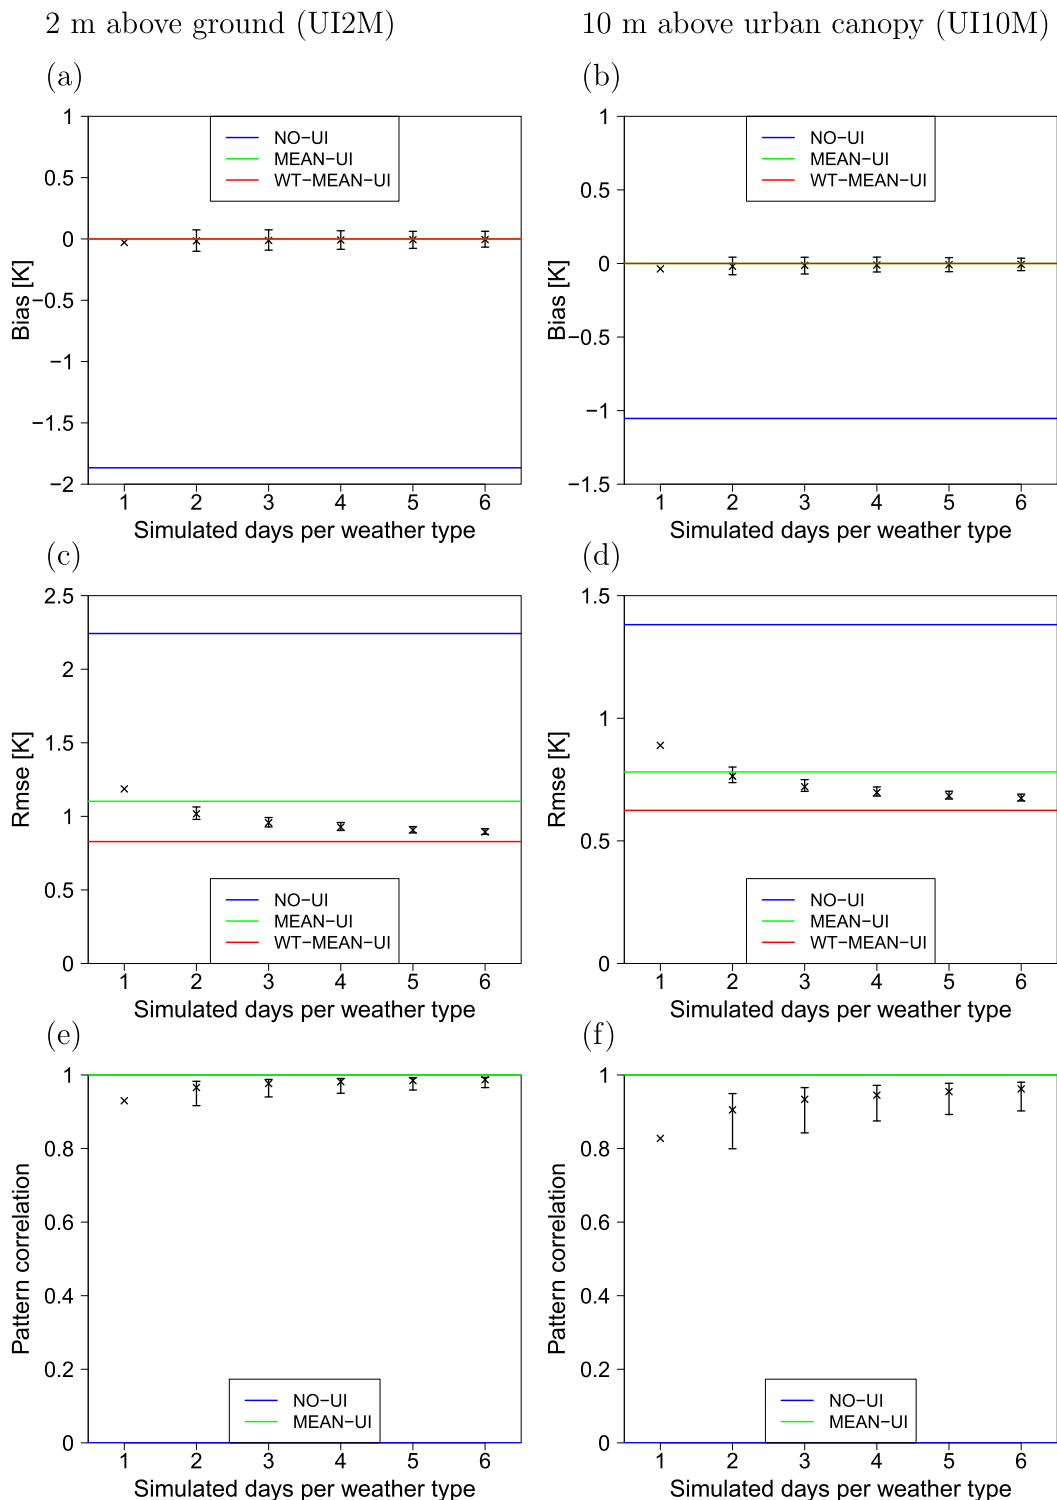 2 m above ground (UI2M)
10 m above urban canopy (UI10M)
(a)
1
0.5
0
−0.5
−1
−1.5
−2
Bias [K]
NO−UI
MEAN−UI
WT−MEAN−UI
1 2 3 4 5 6
Simulated days per weather type
(b)
1
0.5
0
−0.5
−1
−1.5
Bias [K]
NO−UI
MEAN−UI
WT−MEAN−UI
1 2 3 4 5 6
Simulated days per weather type
(c)
2.5
2
1.5
1
0.5
0
Rmse [K]
NO−UI
MEAN−UI
WT−MEAN−UI
1 2 3 4 5 6
Simulated days per weather type
(d)
1.5
1
0.5
0
Rmse [K]
NO−UI
MEAN−UI
WT−MEAN−UI
1 2 3 4 5 6
Simulated days per weather type
(e)
1
0.8
0.6
0.4
0.2
0
Pattern correlation
NO−UI
MEAN−UI
1 2 3 4 5 6
Simulated days per weather type
(f)
1
0.8
0.6
0.4
0.2
0
Pattern correlation
NO−UI
MEAN−UI
1 2 3 4 5 6
Simulated days per weather type